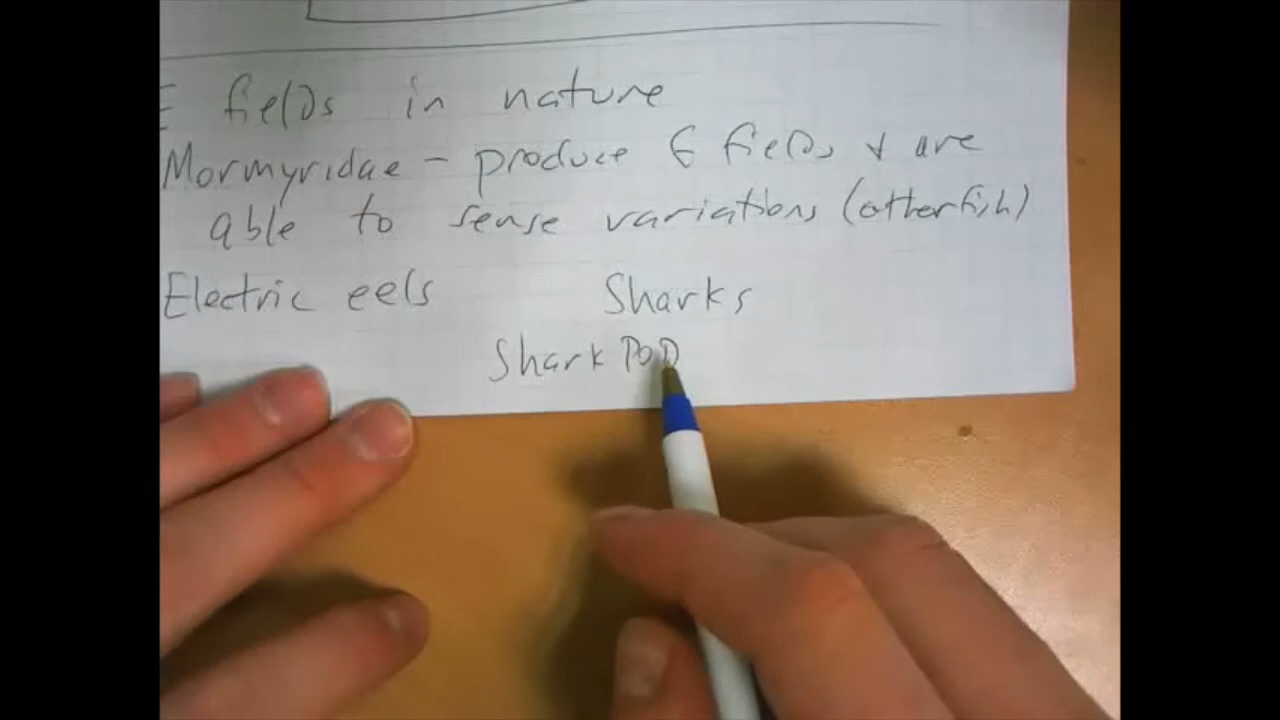 E fields in nature
Mormyridae - produce E fields & are
able to sense variations (other fish)
Electric eels Sharks
Shark POD